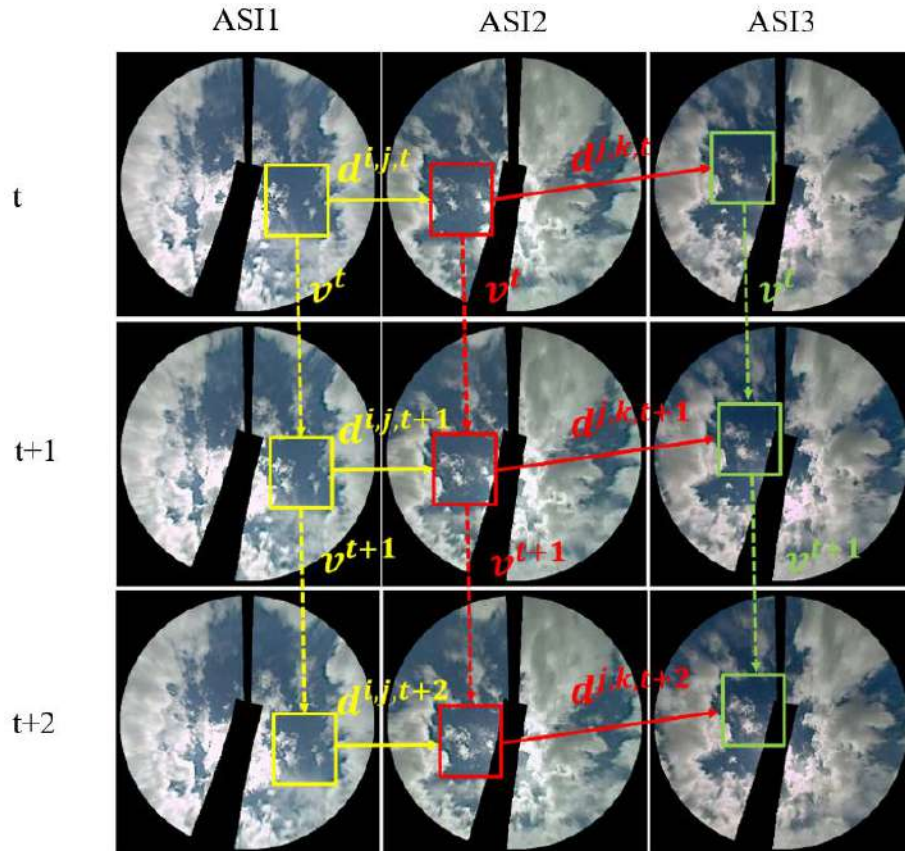 ASI1 ASI2 ASI3
t
d^{i,j,t} d^{j,k,t}
v^t v^t v^t
t+1
d^{i,j,t+1} d^{j,k,t+1}
v^{t+1} v^{t+1} v^{t+1}
t+2
d^{i,j,t+2} d^{j,k,t+2}